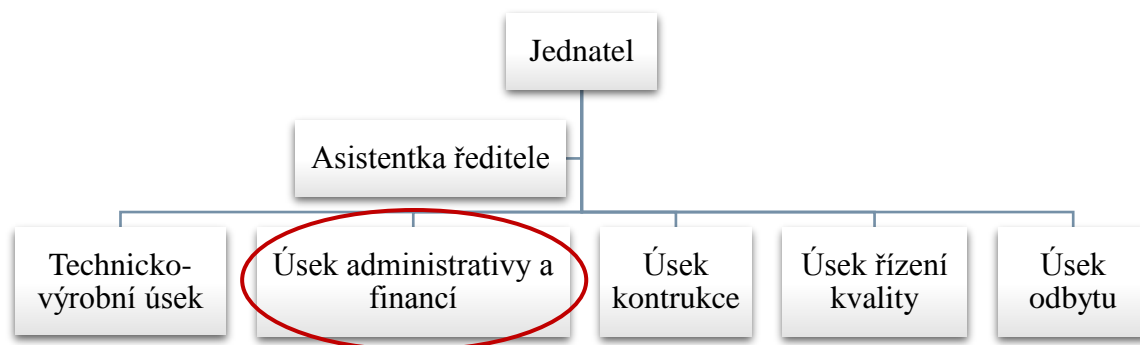 Jednatel
Asistentka ředitele
Technicko-
výrobní úsek
Úsek administrativy a
financí
Úsek
kontrukce
Úsek řízení
kvality
Úsek
odbytu